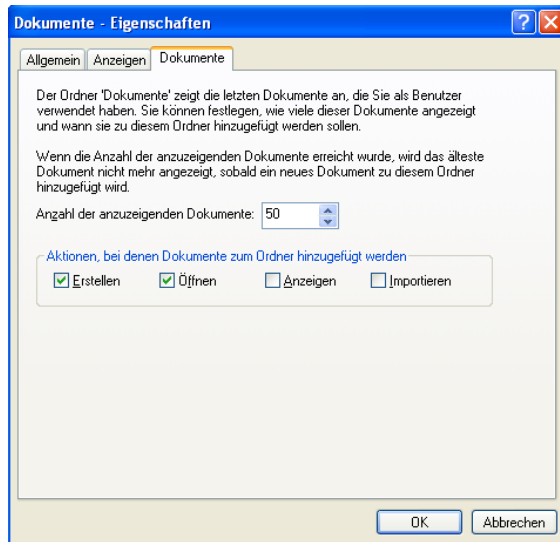 Dokumente - Eigenschaften
Allgemein Anzeigen Dokumente
Der Ordner 'Dokumente' zeigt die letzten Dokumente an, die Sie als Benutzer
verwendet haben. Sie können festlegen, wie viele dieser Dokumente angezeigt
und wann sie zu diesem Ordner hinzugefügt werden sollen.
Wenn die Anzahl der anzuzeigenden Dokumente erreicht wurde, wird das älteste
Dokument nicht mehr angezeigt, sobald ein neues Dokument zu diesem Ordner
hinzugefügt wird.
Anzahl der anzuzeigenden Dokumente: 50
Aktionen, bei denen Dokumente zum Ordner hinzugefügt werden
Erstellen Öffnen Anzeigen Importieren
OK Abbrechen